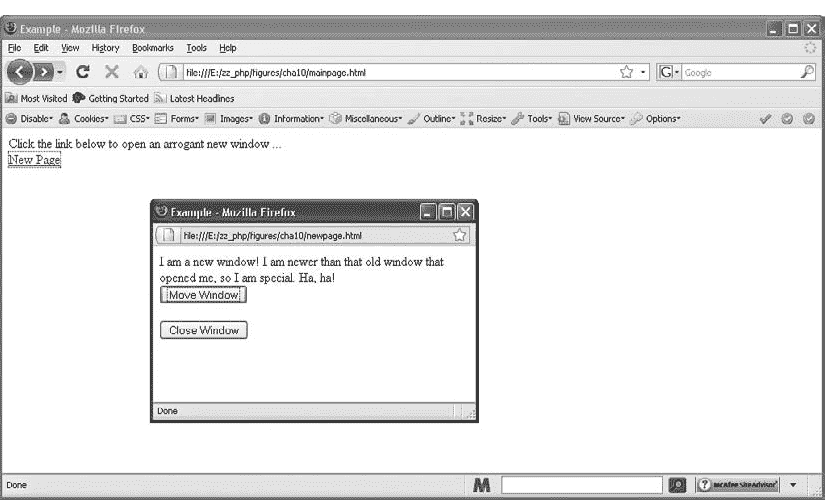 Example - Mozilla Firefox
File Edit View History Bookmarks Tools Help
file:///E:/zz_php/figures/cha10/mainpage.html
G Google
Most Visited Getting Started Latest Headlines
Disable Cookies CSS Forms Images Information Miscellaneous Outline Resize Tools View Source Options
Click the link below to open an arrogant new window ...
New Page
Example - Mozilla Firefox
file:///E:/zz_php/figures/cha10/newpage.html
I am a new window! I am newer than that old window that
opened me, so I am special. Ha, ha!
Move Window
Close Window
Done
Done
McAfee SiteAdvisor